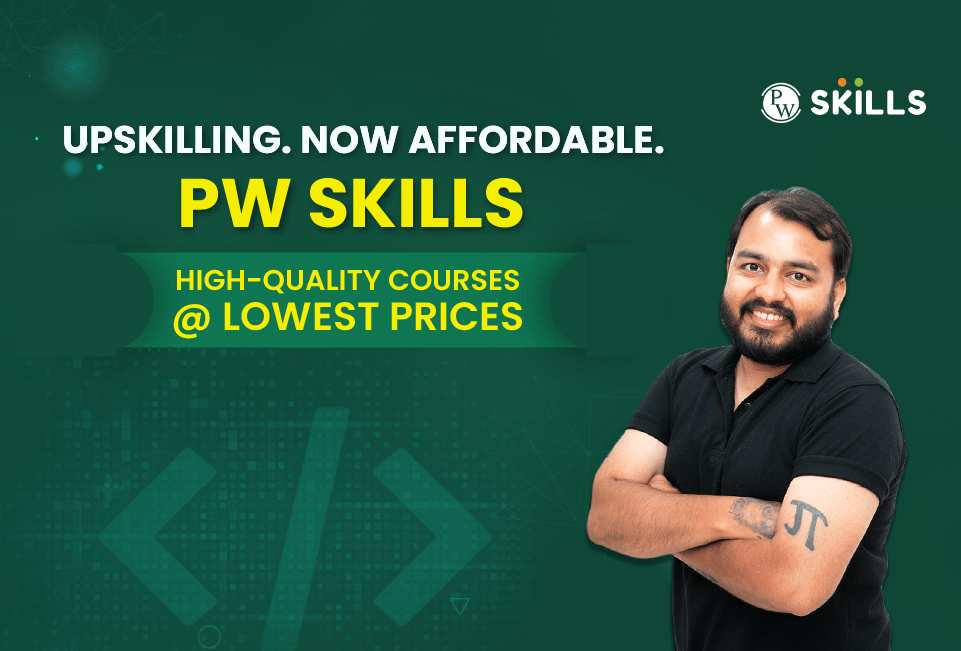 PW SKILLS
UPSKILLING. NOW AFFORDABLE.
PW SKILLS
HIGH-QUALITY COURSES
@ LOWEST PRICES
π